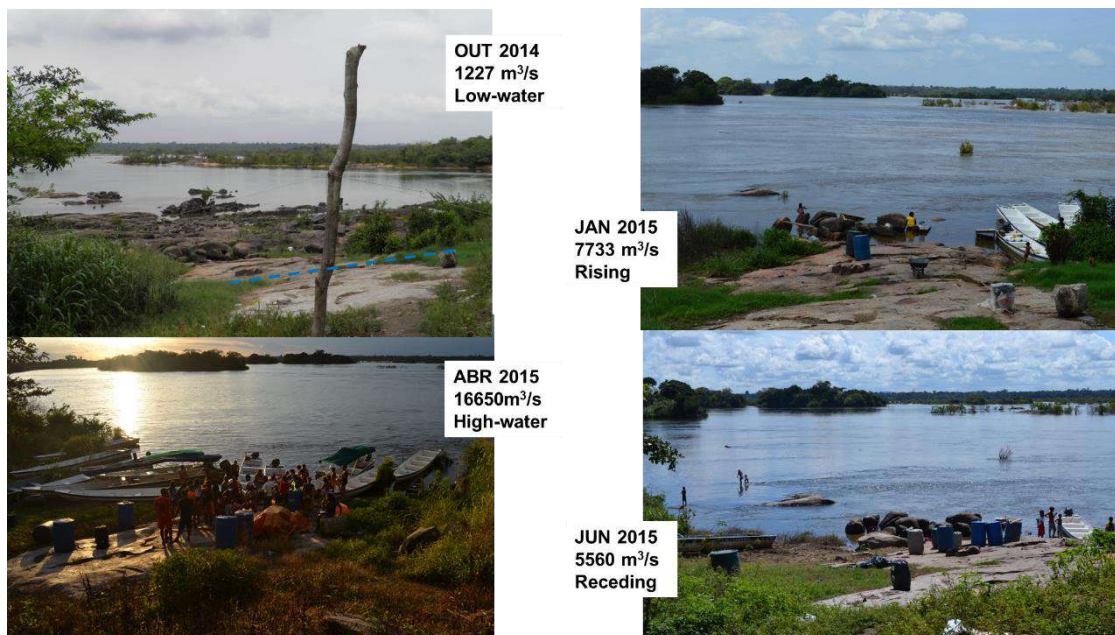 OUT 2014
1227 m³/s
Low-water
JAN 2015
7733 m³/s
Rising
ABR 2015
16650m³/s
High-water
JUN 2015
5560 m³/s
Receding